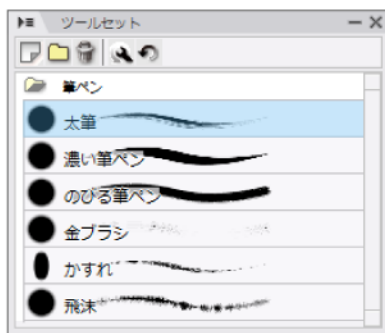 ツールセット
筆ペン
太筆
濃い筆ペン
のびる筆ペン
金ブラシ
かすれ
飛沫